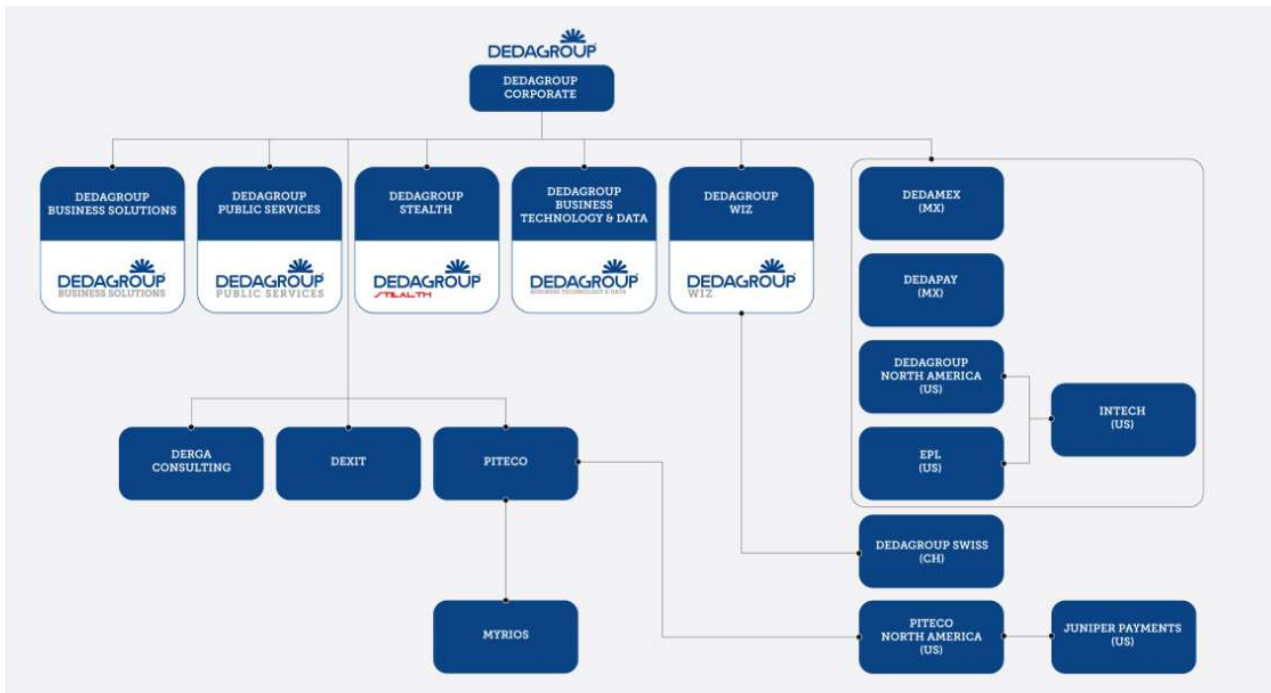 DEDAGROUP
DEDAGROUP
CORPORATE
DEDAGROUP
BUSINESS SOLUTIONS
DEDAGROUP
PUBLIC SERVICES
DEDAGROUP
STEALTH
DEDAGROUP
BUSINESS
TECHNOLOGY & DATA
DEDAGROUP
WIZ
DEDAGROUP
BUSINESS SOLUTIONS
DEDAGROUP
PUBLIC SERVICES
DEDAGROUP
STEALTH
DEDAGROUP
BUSINESS TECHNOLOGY & DATA
DEDAGROUP
WIZ
DEDAMEX
(MX)
DEDAPAY
(MX)
DEDAGROUP
NORTH AMERICA
(US)
INTECH
(US)
EPL
(US)
DERGA
CONSULTING
DEXIT
PITECO
DEDAGROUP SWISS
(CH)
MYRIOS
PITECO
NORTH AMERICA
(US)
JUNIPER PAYMENTS
(US)